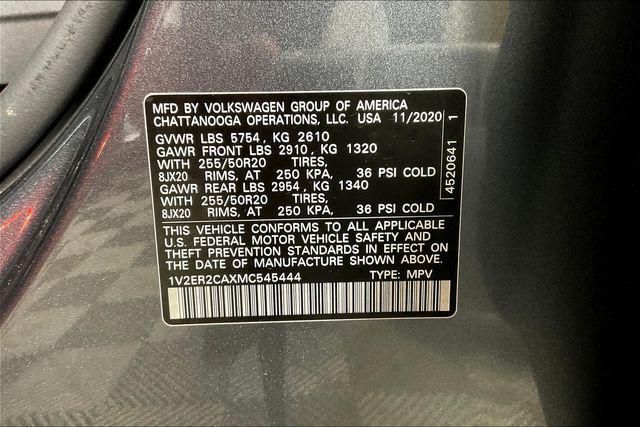 MFD BY VOLKSWAGEN GROUP OF AMERICA
CHATTANOOGA OPERATIONS, LLC. USA 11/2020
GVWR LBS 5754, KG 2610
GAWR FRONT LBS 2910, KG 1320
WITH 255/50R20 TIRES,
8JX20 RIMS, AT 250 KPA, 36 PSI COLD
GAWR REAR LBS 2954, KG 1340
WITH 255/50R20 TIRES,
8JX20 RIMS, AT 250 KPA, 36 PSI COLD
4520641 1
THIS VEHICLE CONFORMS TO ALL APPLICABLE
U.S. FEDERAL MOTOR VEHICLE SAFETY AND
THEFT PREVENTION STANDARDS IN EFFECT ON
THE DATE OF MANUFACTURE SHOWN ABOVE.
1V2ER2CAXMC545444 TYPE: MPV